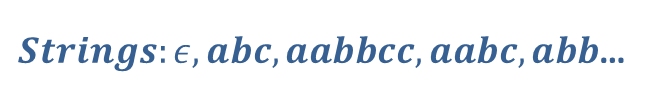 Strings: ϵ, abc, aabbcc, aabc, abb...